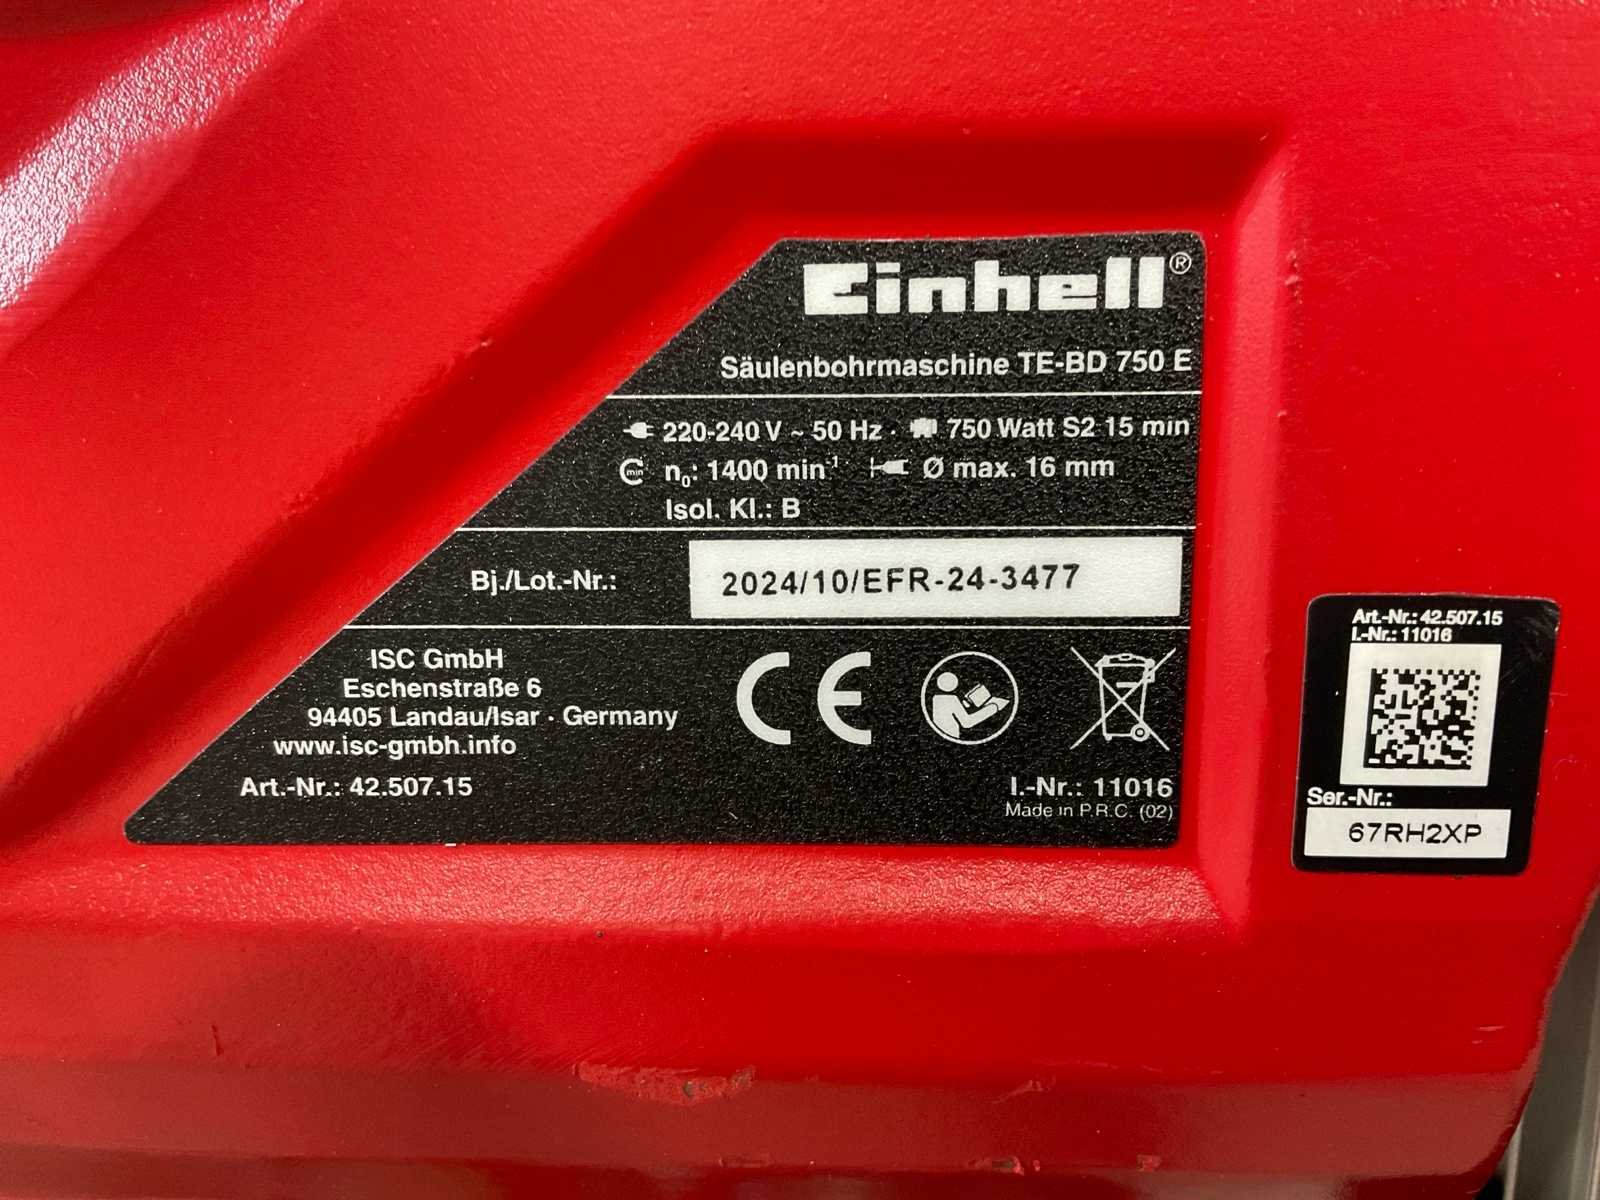 Einhell®
Säulenbohrmaschine TE-BD 750 E
220-240 V ~ 50 Hz · 750 Watt S2 15 min
min n₀: 1400 min⁻¹ Ø max. 16 mm
Isol. Kl.: B
Bj./Lot.-Nr.: 2024/10/EFR-24-3477
ISC GmbH
Eschenstraße 6
94405 Landau/Isar · Germany
www.isc-gmbh.info
CE
Art.-Nr.: 42.507.15
I.-Nr.: 11016
Made in P.R.C. (02)
Art.-Nr.: 42.507.15
I.-Nr.: 11016
Ser.-Nr.:
67RH2XP